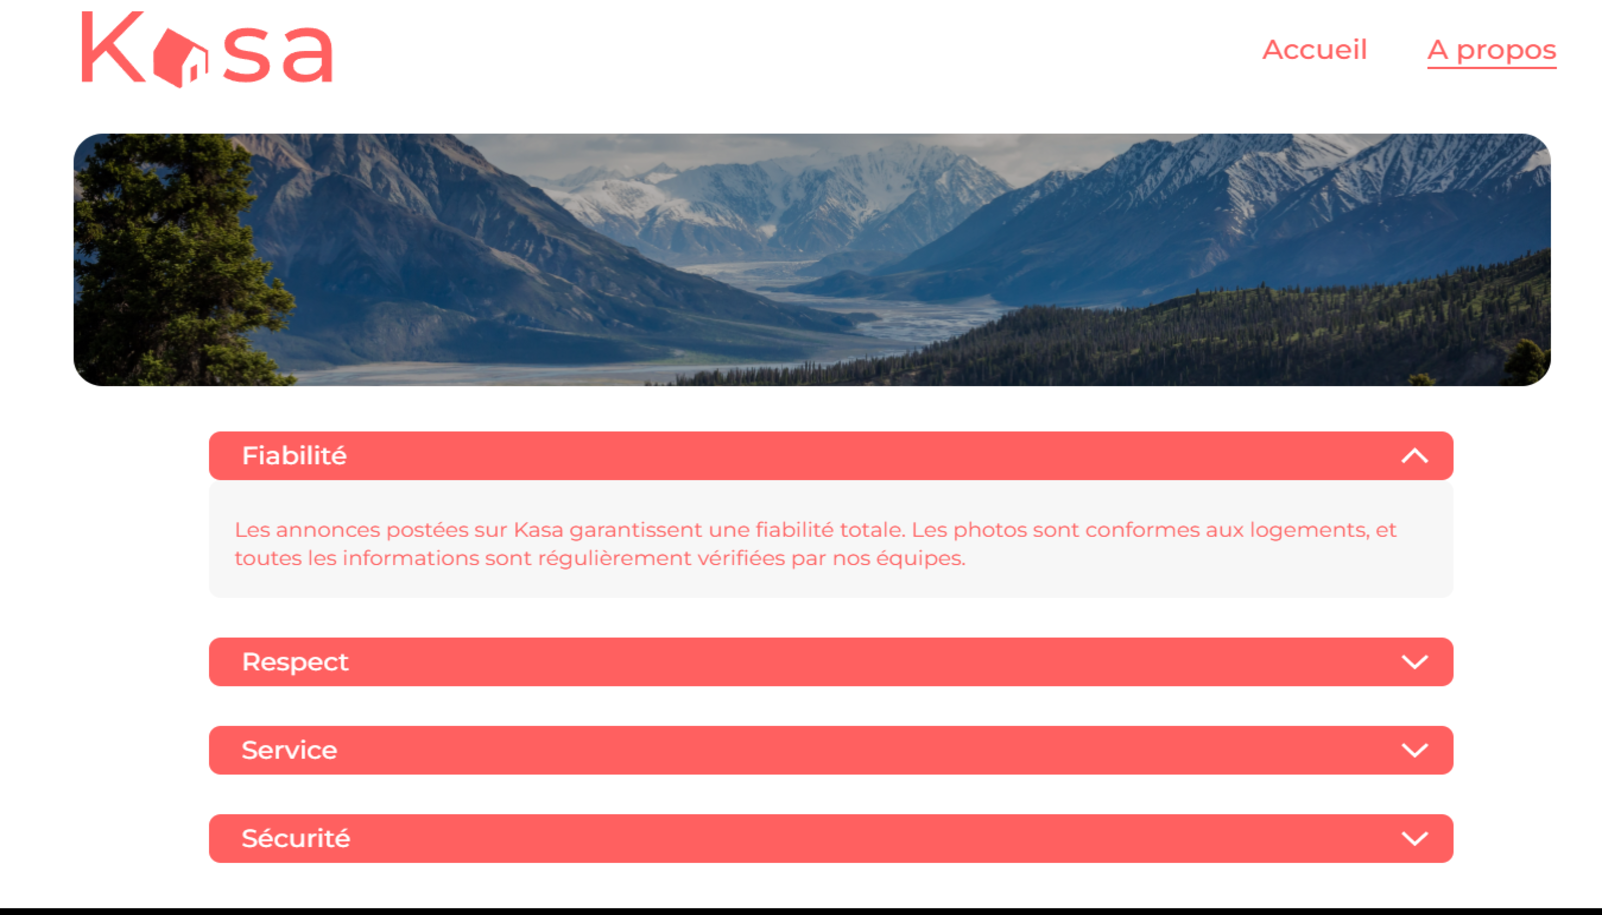 Kasa
Accueil A propos
Fiabilité
Les annonces postées sur Kasa garantissent une fiabilité totale. Les photos sont conformes aux logements, et
toutes les informations sont régulièrement vérifiées par nos équipes.
Respect
Service
Sécurité